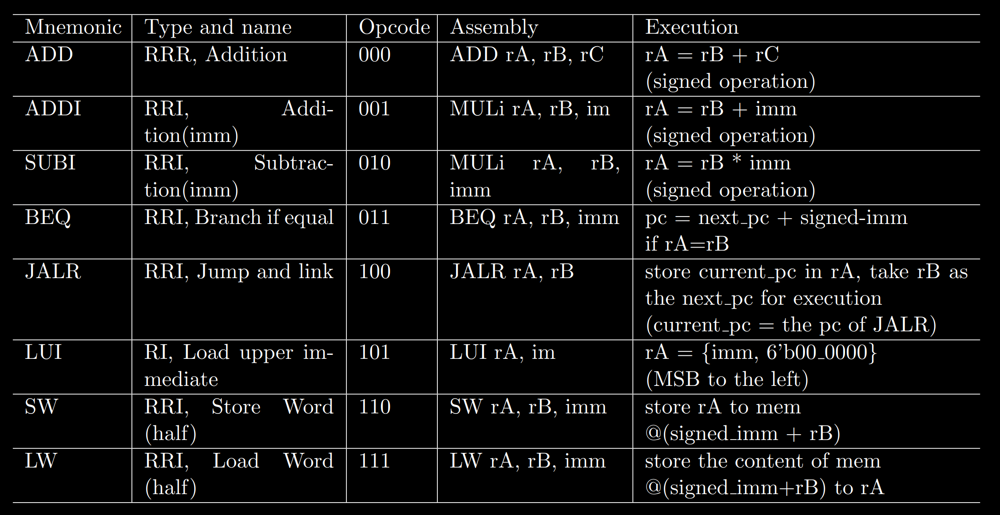 Mnemonic Type and name Opcode Assembly Execution
ADD RRR, Addition 000 ADD rA, rB, rC rA = rB + rC
(signed operation)
ADDI RRI, Addi- 001 MULi rA, rB, im rA = rB + imm
tion(imm) (signed operation)
SUBI RRI, Subtrac- 010 MULi rA, rB, rA = rB * imm
tion(imm) imm (signed operation)
BEQ RRI, Branch if equal 011 BEQ rA, rB, imm pc = next_pc + signed-imm
if rA=rB
JALR RRI, Jump and link 100 JALR rA, rB store current_pc in rA, take rB as
the next_pc for execution
(current_pc = the pc of JALR)
LUI RI, Load upper im- 101 LUI rA, im rA = {imm, 6’b00_0000}
mediate (MSB to the left)
SW RRI, Store Word 110 SW rA, rB, imm store rA to mem
(half) @(signed_imm + rB)
LW RRI, Load Word 111 LW rA, rB, imm store the content of mem
(half) @(signed_imm+rB) to rA